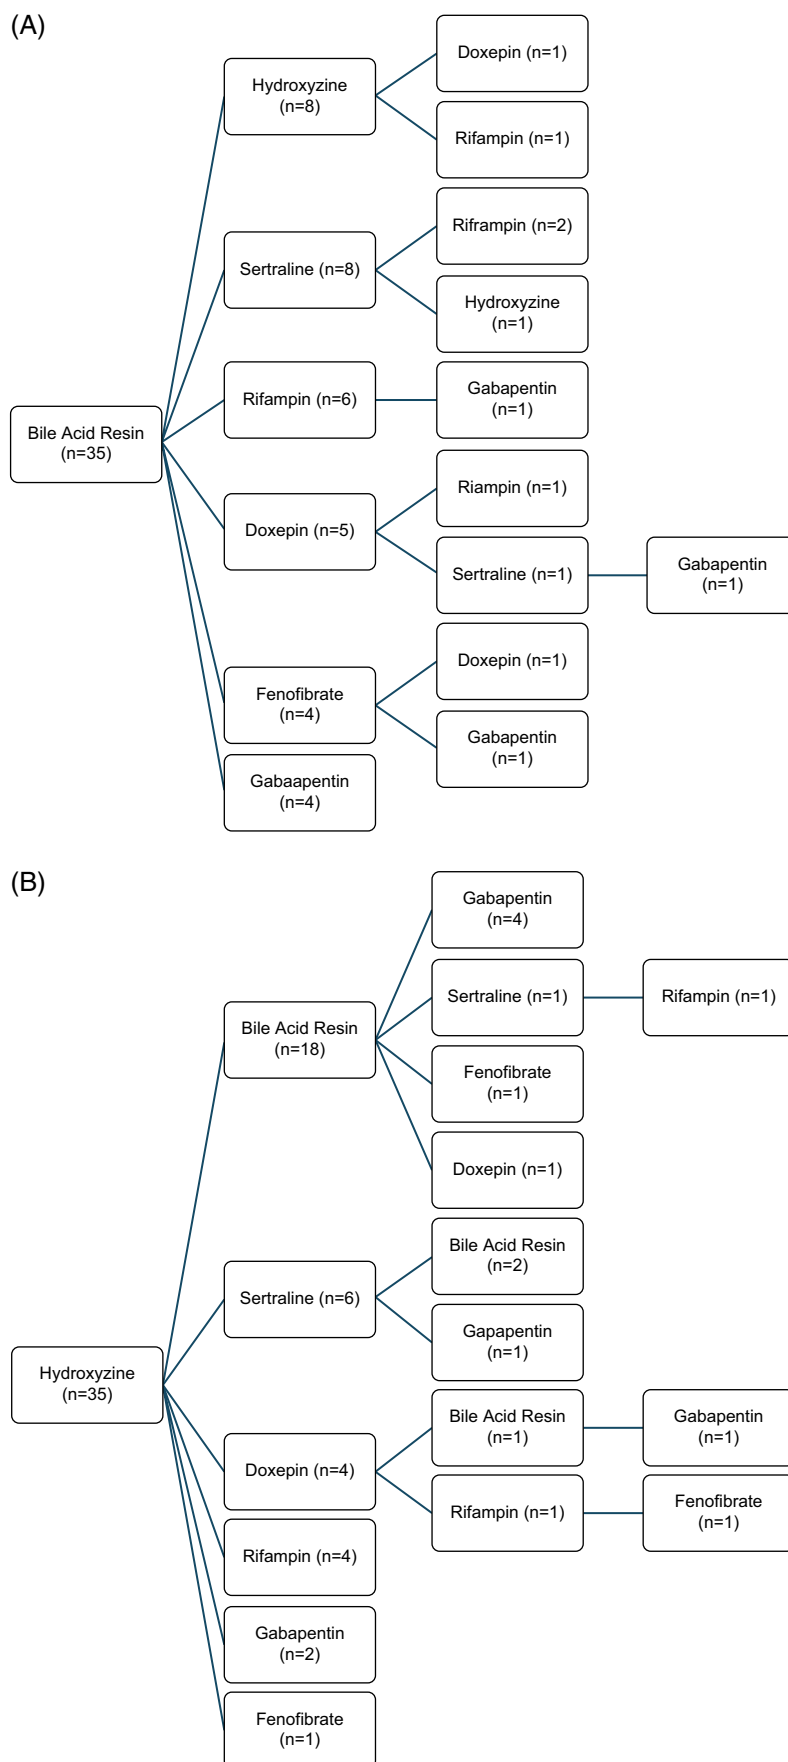 (A)
Hydroxyzine
(n=8)
Doxepin (n=1)
Rifampin (n=1)
Sertraline (n=8)
Riframpin (n=2)
Hydroxyzine
(n=1)
Bile Acid Resin
(n=35)
Rifampin (n=6)
Gabapentin
(n=1)
Doxepin (n=5)
Riampin (n=1)
Sertraline (n=1)
Gabapentin
(n=1)
Fenofibrate
(n=4)
Doxepin (n=1)
Gabapentin
(n=1)
Gabaapentin
(n=4)
(B)
Bile Acid Resin
(n=18)
Gabapentin
(n=4)
Sertraline (n=1)
Rifampin (n=1)
Fenofibrate
(n=1)
Doxepin (n=1)
Hydroxyzine
(n=35)
Sertraline (n=6)
Bile Acid Resin
(n=2)
Gapapentin
(n=1)
Doxepin (n=4)
Bile Acid Resin
(n=1)
Gabapentin
(n=1)
Rifampin (n=1)
Fenofibrate
(n=1)
Rifampin (n=4)
Gabapentin
(n=2)
Fenofibrate
(n=1)